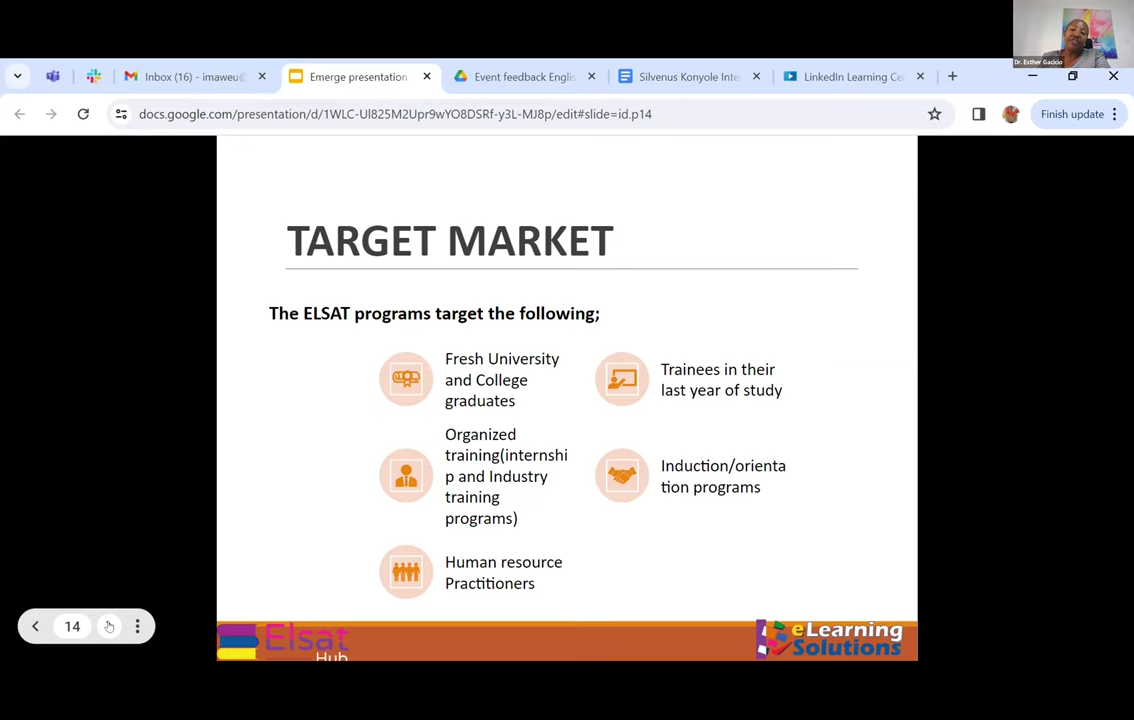 Dr. Esther Gacicio
Inbox (16) - imaweu@
Emerge presentation
Event feedback Englis
Silvenus Konyole Inte
LinkedIn Learning Ce
docs.google.com/presentation/d/1WLC-Ul825M2Upr9wYO8DSRf-y3L-MJ8p/edit#slide=id.p14
Finish update
TARGET MARKET
The ELSAT programs target the following;
Fresh University
and College
graduates
Trainees in their
last year of study
Organized
training(internshi
p and Industry
training
programs)
Induction/orienta
tion programs
Human resource
Practitioners
14
Elsat
Hub
eLearning
Solutions